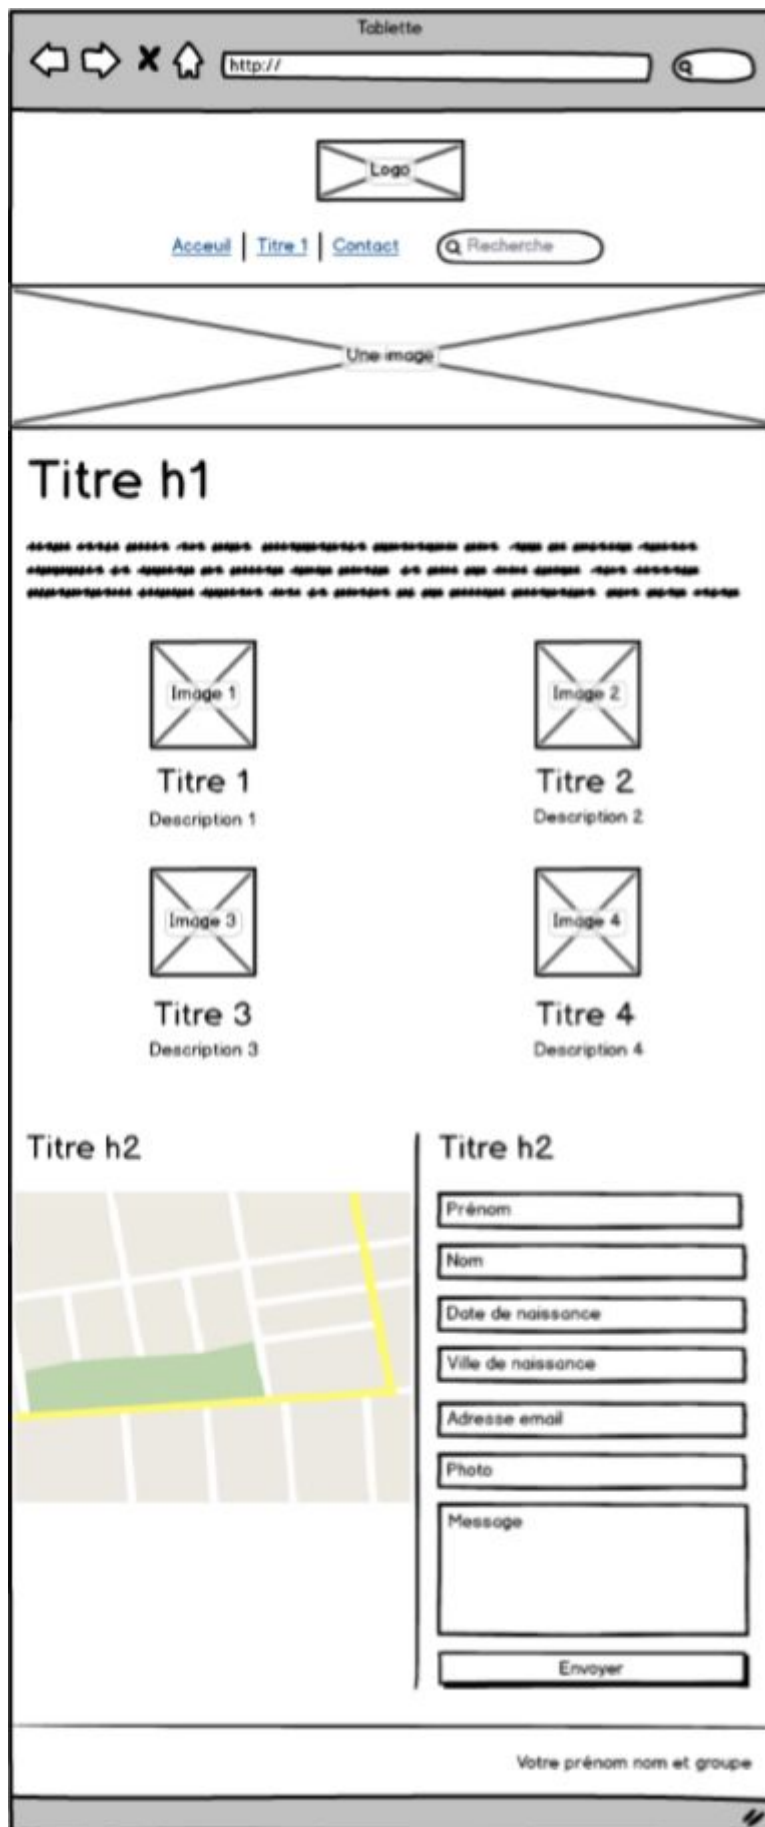 Tablette
http://
Logo
Acceuil | Titre 1 | Contact Recherche
Une image
Titre h1
Image 1 Image 2
Titre 1 Titre 2
Description 1 Description 2
Image 3 Image 4
Titre 3 Titre 4
Description 3 Description 4
Titre h2
Titre h2
Prénom
Nom
Date de naissance
Ville de naissance
Adresse email
Photo
Message
Envoyer
Votre prénom nom et groupe